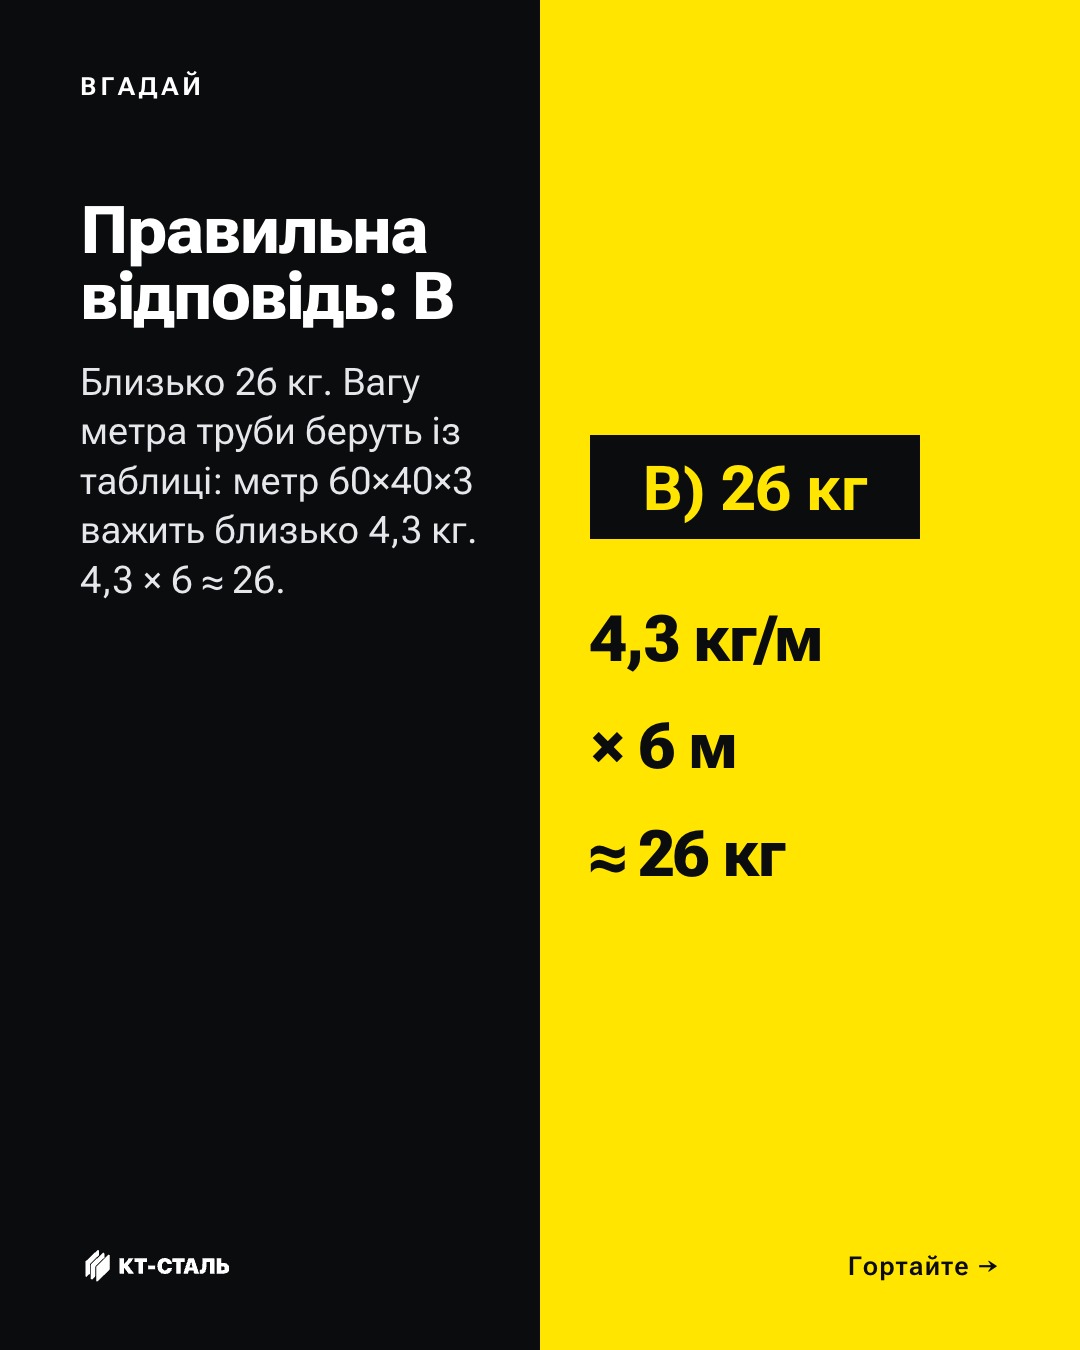 ВГАДАЙ
Правильна
відповідь: В
Близько 26 кг. Вагу
метра труби беруть із
таблиці: метр 60×40×3
важить близько 4,3 кг.
4,3 × 6 ≈ 26.
В) 26 кг
4,3 кг/м
× 6 м
≈ 26 кг
КТ-СТАЛЬ
Гортайте →